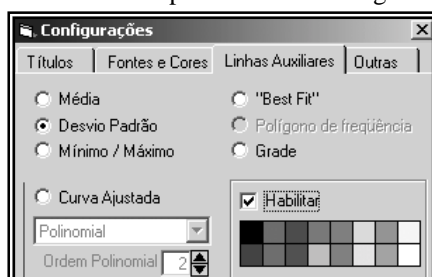 Configurações
Títulos Fontes e Cores Linhas Auxiliares Outras
Média "Best Fit"
Desvio Padrão Polígono de freqüência
Mínimo / Máximo Grade
Curva Ajustada Habilitar
Polinomial
Ordem Polinomial 2